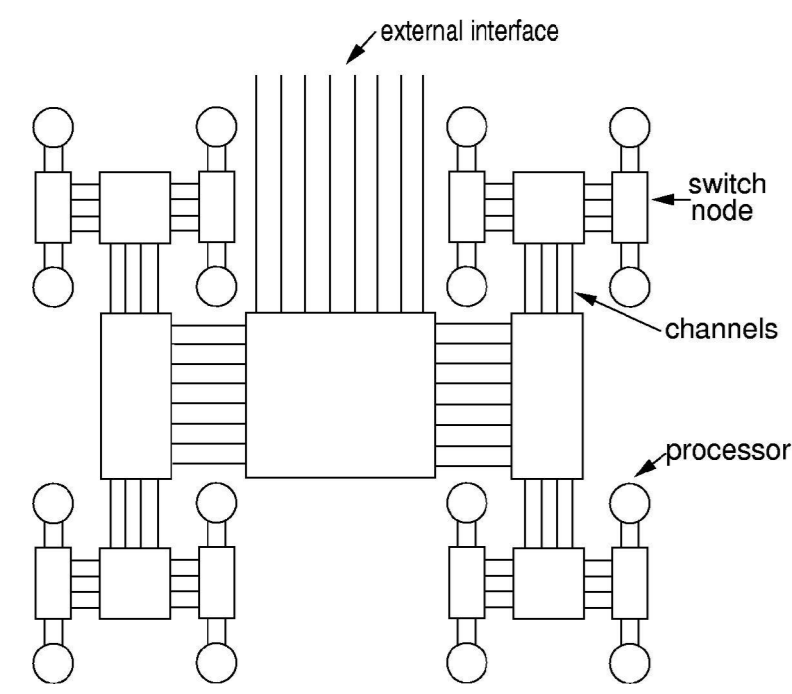 external interface
switch
node
channels
processor